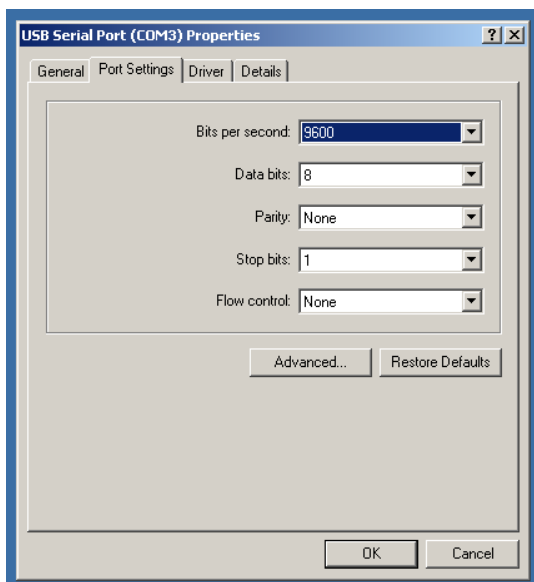 USB Serial Port (COM3) Properties
General Port Settings Driver Details
Bits per second: 9600
Data bits: 8
Parity: None
Stop bits: 1
Flow control: None
Advanced... Restore Defaults
OK Cancel